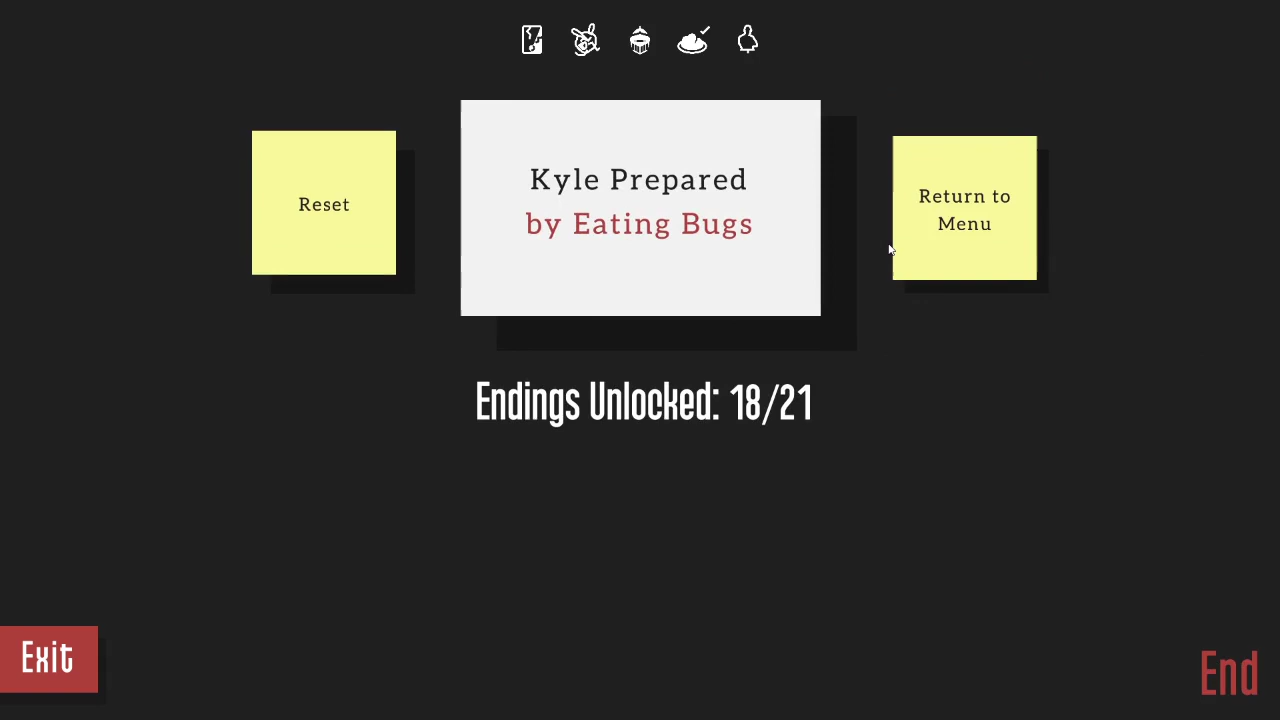 Reset
Kyle Prepared
by Eating Bugs
Return to
Menu
Endings Unlocked: 18/21
Exit
End